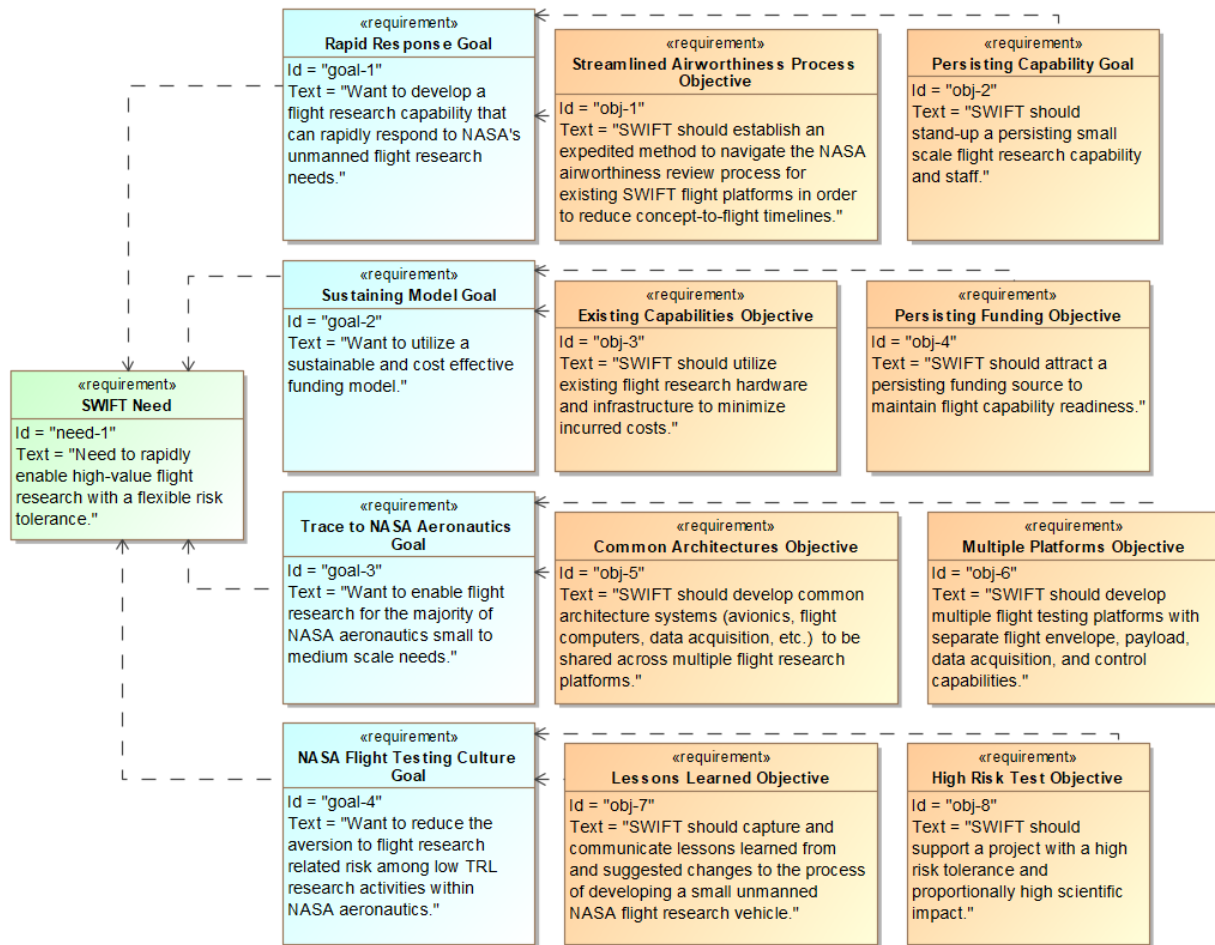 «requirement»
Rapid Response Goal
Id = "goal-1"
Text = "Want to develop a
flight research capability that
can rapidly respond to NASA's
unmanned flight research
needs."
«requirement»
Streamlined Airworthiness Process
Objective
Id = "obj-1"
Text = "SWIFT should establish an
expedited method to navigate the NASA
airworthiness review process for
existing SWIFT flight platforms in order
to reduce concept-to-flight timelines."
«requirement»
Persisting Capability Goal
Id = "obj-2"
Text = "SWIFT should
stand-up a persisting small
scale flight research capability
and staff."
«requirement»
Sustaining Model Goal
Id = "goal-2"
Text = "Want to utilize a
sustainable and cost effective
funding model."
«requirement»
Existing Capabilities Objective
Id = "obj-3"
Text = "SWIFT should utilize
existing flight research hardware
and infrastructure to minimize
incurred costs."
«requirement»
Persisting Funding Objective
Id = "obj-4"
Text = "SWIFT should attract a
persisting funding source to
maintain flight capability readiness."
«requirement»
SWIFT Need
Id = "need-1"
Text = "Need to rapidly
enable high-value flight
research with a flexible risk
tolerance."
«requirement»
Trace to NASA Aeronautics
Goal
Id = "goal-3"
Text = "Want to enable flight
research for the majority of
NASA aeronautics small to
medium scale needs."
«requirement»
Common Architectures Objective
Id = "obj-5"
Text = "SWIFT should develop common
architecture systems (avionics, flight
computers, data acquisition, etc.)  to be
shared across multiple flight research
platforms."
«requirement»
Multiple Platforms Objective
Id = "obj-6"
Text = "SWIFT should develop
multiple flight testing platforms with
separate flight envelope, payload,
data acquisition, and control
capabilities."
«requirement»
NASA Flight Testing Culture
Goal
Id = "goal-4"
Text = "Want to reduce the
aversion to flight research
related risk among low TRL
research activities within
NASA aeronautics."
«requirement»
Lessons Learned Objective
Id = "obj-7"
Text = "SWIFT should capture and
communicate lessons learned from
and suggested changes to the process
of developing a small unmanned
NASA flight research vehicle."
«requirement»
High Risk Test Objective
Id = "obj-8"
Text = "SWIFT should
support a project with a high
risk tolerance and
proportionally high scientific
impact."